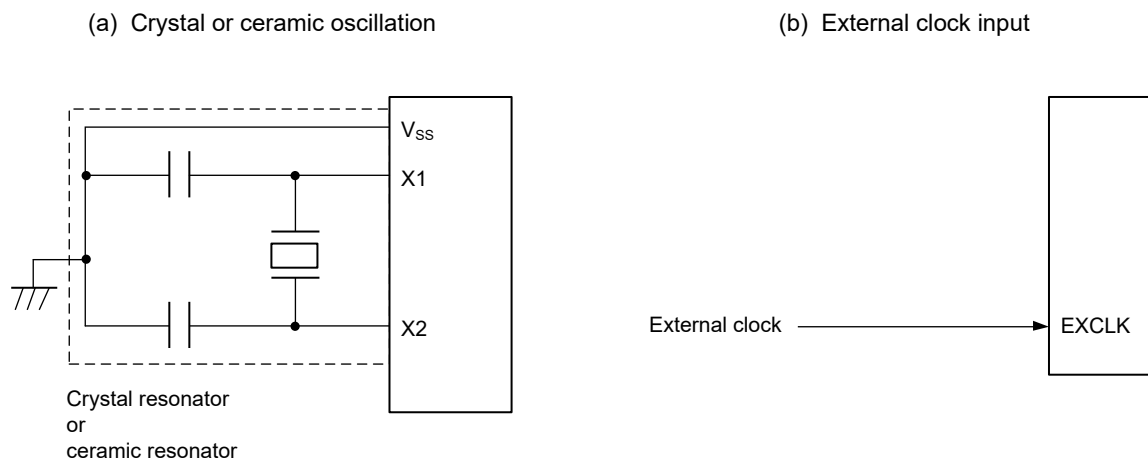 (a) Crystal or ceramic oscillation
(b) External clock input
VSS
X1
X2
Crystal resonator
or
ceramic resonator
External clock
EXCLK